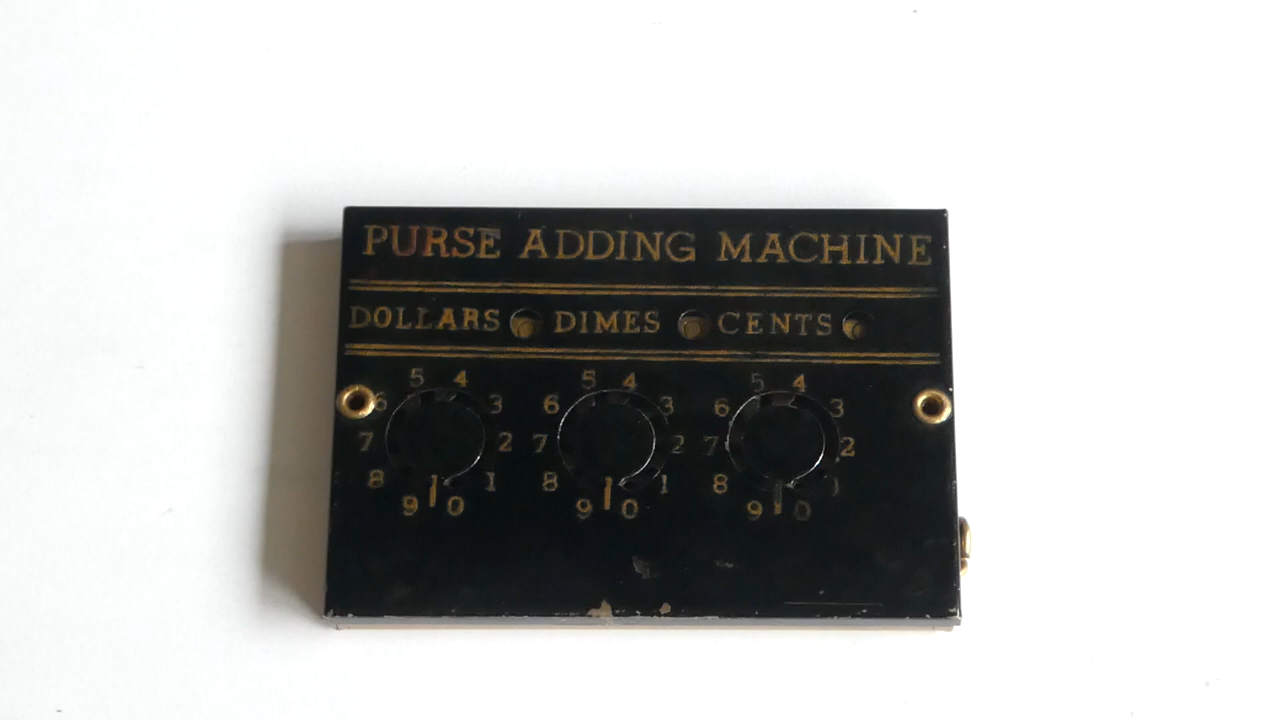 PURSE ADDING MACHINE
DOLLARS DIMES CENTS
5 4 5 4 5 4
6 3 6 3 6 3
7 2 7 2 7 2
8 1 8 1 8 1
9 0 9 0 9 0